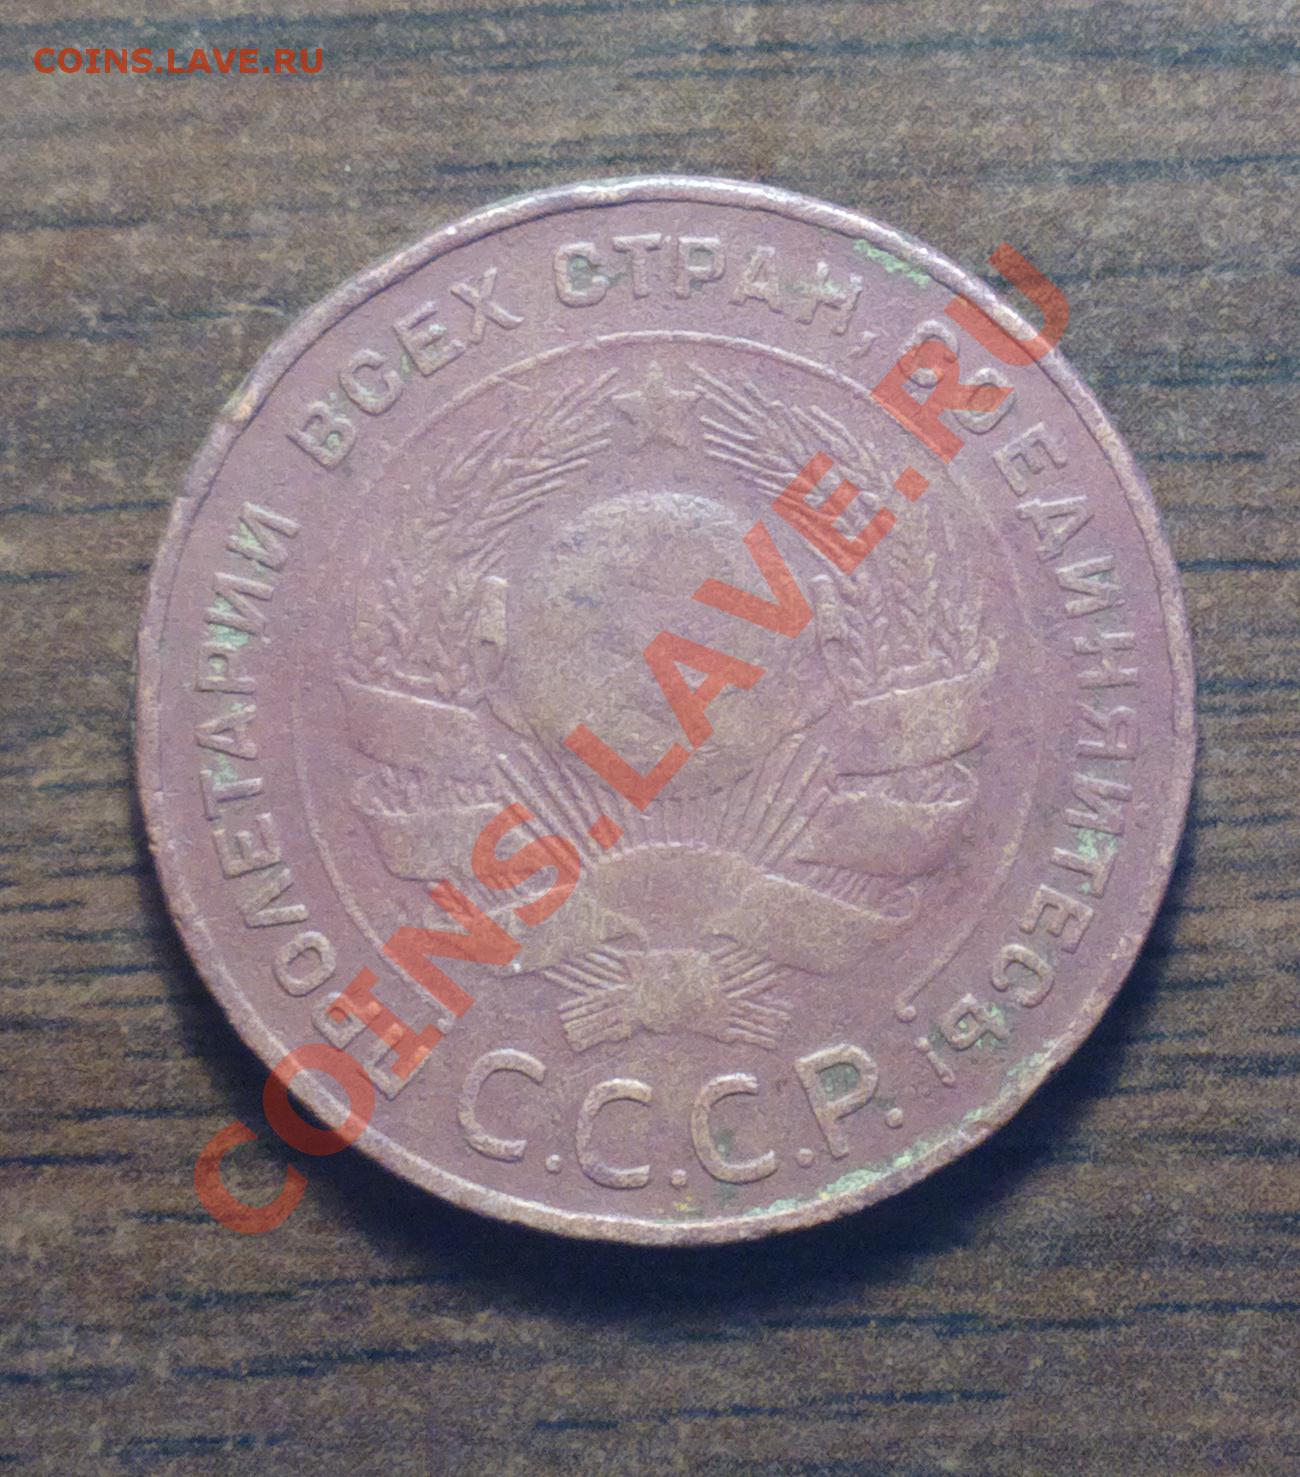 COINS.LAVE.RU
ПРОЛЕТАРИИ ВСЕХ СТРАН, СОЕДИНЯЙТЕСЬ!
С.С.С.Р.
COINS.LAVE.RU